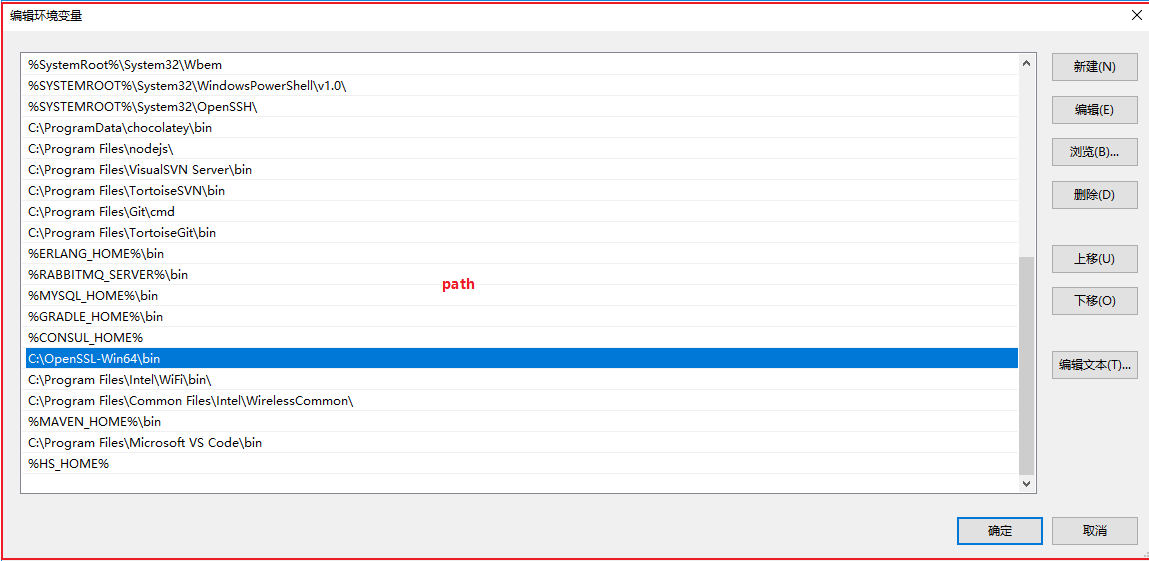 编辑环境变量
%SystemRoot%\System32\Wbem
%SYSTEMROOT%\System32\WindowsPowerShell\v1.0\
%SYSTEMROOT%\System32\OpenSSH\
C:\ProgramData\chocolatey\bin
C:\Program Files\nodejs\
C:\Program Files\VisualSVN Server\bin
C:\Program Files\TortoiseSVN\bin
C:\Program Files\Git\cmd
C:\Program Files\TortoiseGit\bin
%ERLANG_HOME%\bin
%RABBITMQ_SERVER%\bin
%MYSQL_HOME%\bin
%GRADLE_HOME%\bin
%CONSUL_HOME%
C:\OpenSSL-Win64\bin
C:\Program Files\Intel\WiFi\bin\
C:\Program Files\Common Files\Intel\WirelessCommon\
%MAVEN_HOME%\bin
C:\Program Files\Microsoft VS Code\bin
%HS_HOME%
path
新建(N)
编辑(E)
浏览(B)...
删除(D)
上移(U)
下移(O)
编辑文本(T)...
确定
取消